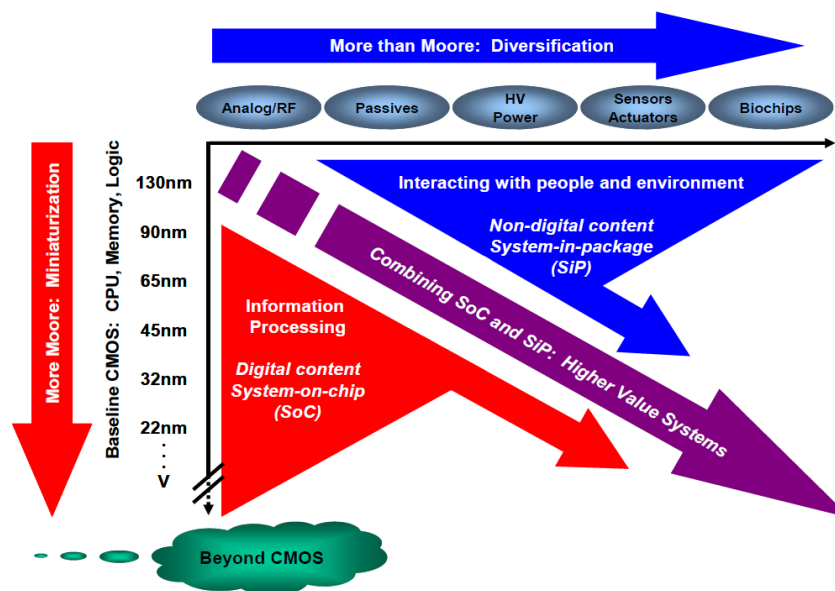 More than Moore: Diversification
Analog/RF
Passives
HV
Power
Sensors
Actuators
Biochips
More Moore: Miniaturization
Baseline CMOS: CPU, Memory, Logic
130nm
90nm
65nm
45nm
32nm
22nm
.
.
.
V
Interacting with people and environment
Non-digital content
System-in-package
(SiP)
Combining SoC and SiP: Higher Value Systems
Information
Processing
Digital content
System-on-chip
(SoC)
Beyond CMOS